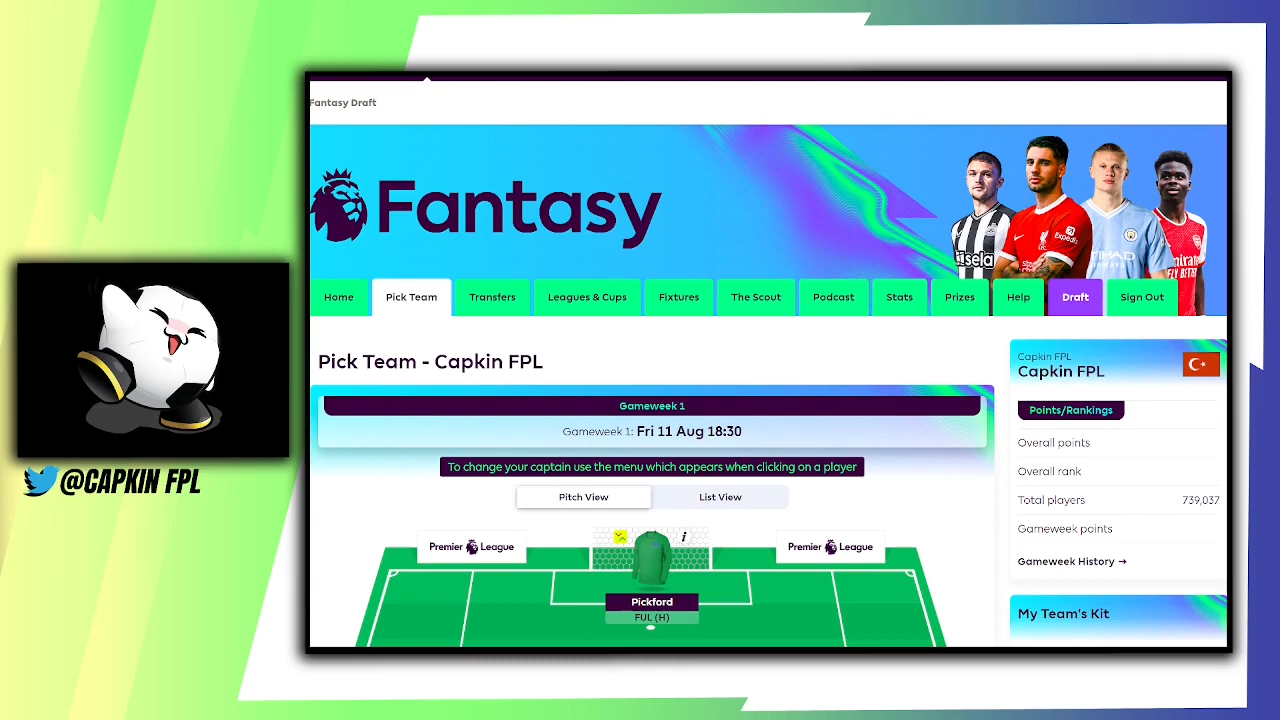 Fantasy Draft
Fantasy
Home
Pick Team
Transfers
Leagues & Cups
Fixtures
The Scout
Podcast
Stats
Prizes
Help
Draft
Sign Out
Pick Team - Capkin FPL
Gameweek 1
Gameweek 1: Fri 11 Aug 18:30
To change your captain use the menu which appears when clicking on a player
Pitch View
List View
Premier League
i
Premier League
Pickford
FUL (H)
Capkin FPL
Capkin FPL
Points/Rankings
Overall points
Overall rank
Total players 739,037
Gameweek points
Gameweek History →
My Team's Kit
@CAPKIN FPL